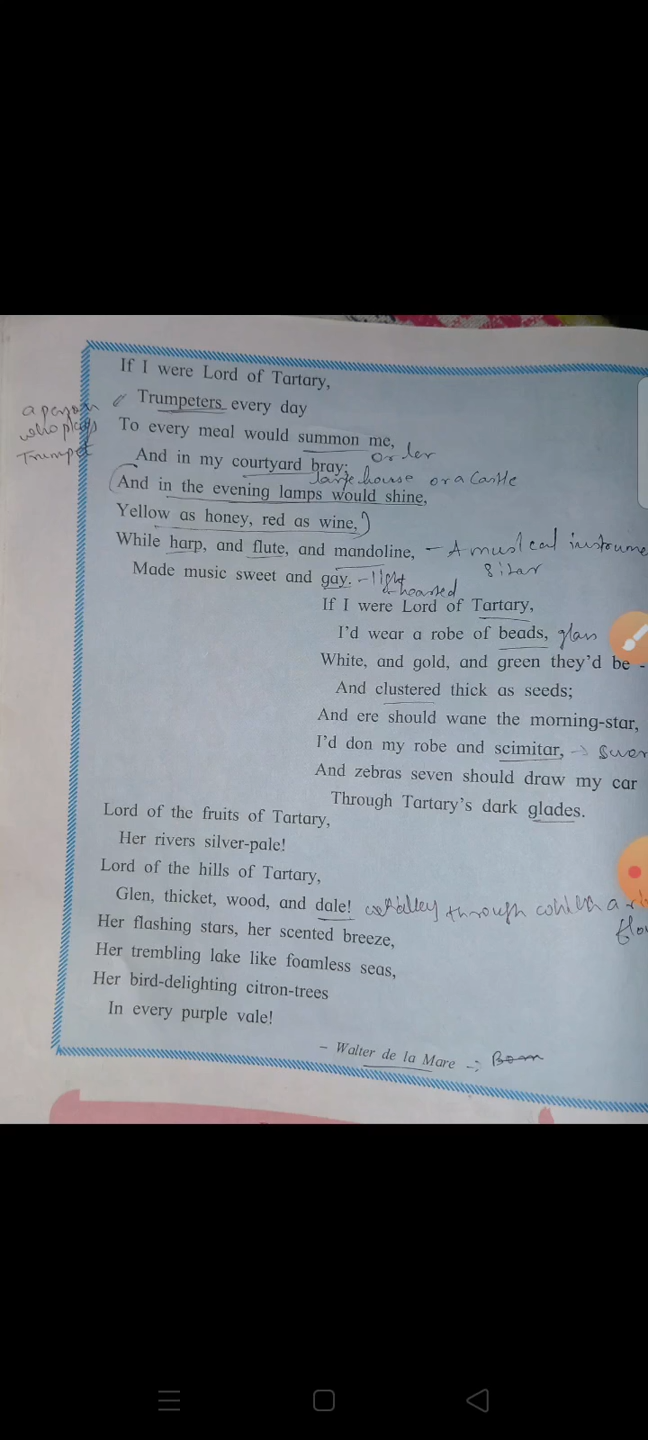 If I were Lord of Tartary,
Trumpeters every day
a person
who plays
Trumpet
To every meal would summon me,
order
And in my courtyard bray;
large house or a Castle
And in the evening lamps would shine,
Yellow as honey, red as wine,)
While harp, and flute, and mandoline, - A musical instrume
Sitar
Made music sweet and gay. - light
hearted
If I were Lord of Tartary,
I'd wear a robe of beads, glass
White, and gold, and green they'd be -
And clustered thick as seeds;
And ere should wane the morning-star,
I'd don my robe and scimitar, →
And zebras seven should draw my car
Through Tartary's dark glades.
Lord of the fruits of Tartary,
Her rivers silver-pale!
Lord of the hills of Tartary,
Glen, thicket, wood, and dale! valley through which a
flo
Her flashing stars, her scented breeze,
Her trembling lake like foamless seas,
Her bird-delighting citron-trees
In every purple vale!
– Walter de la Mare